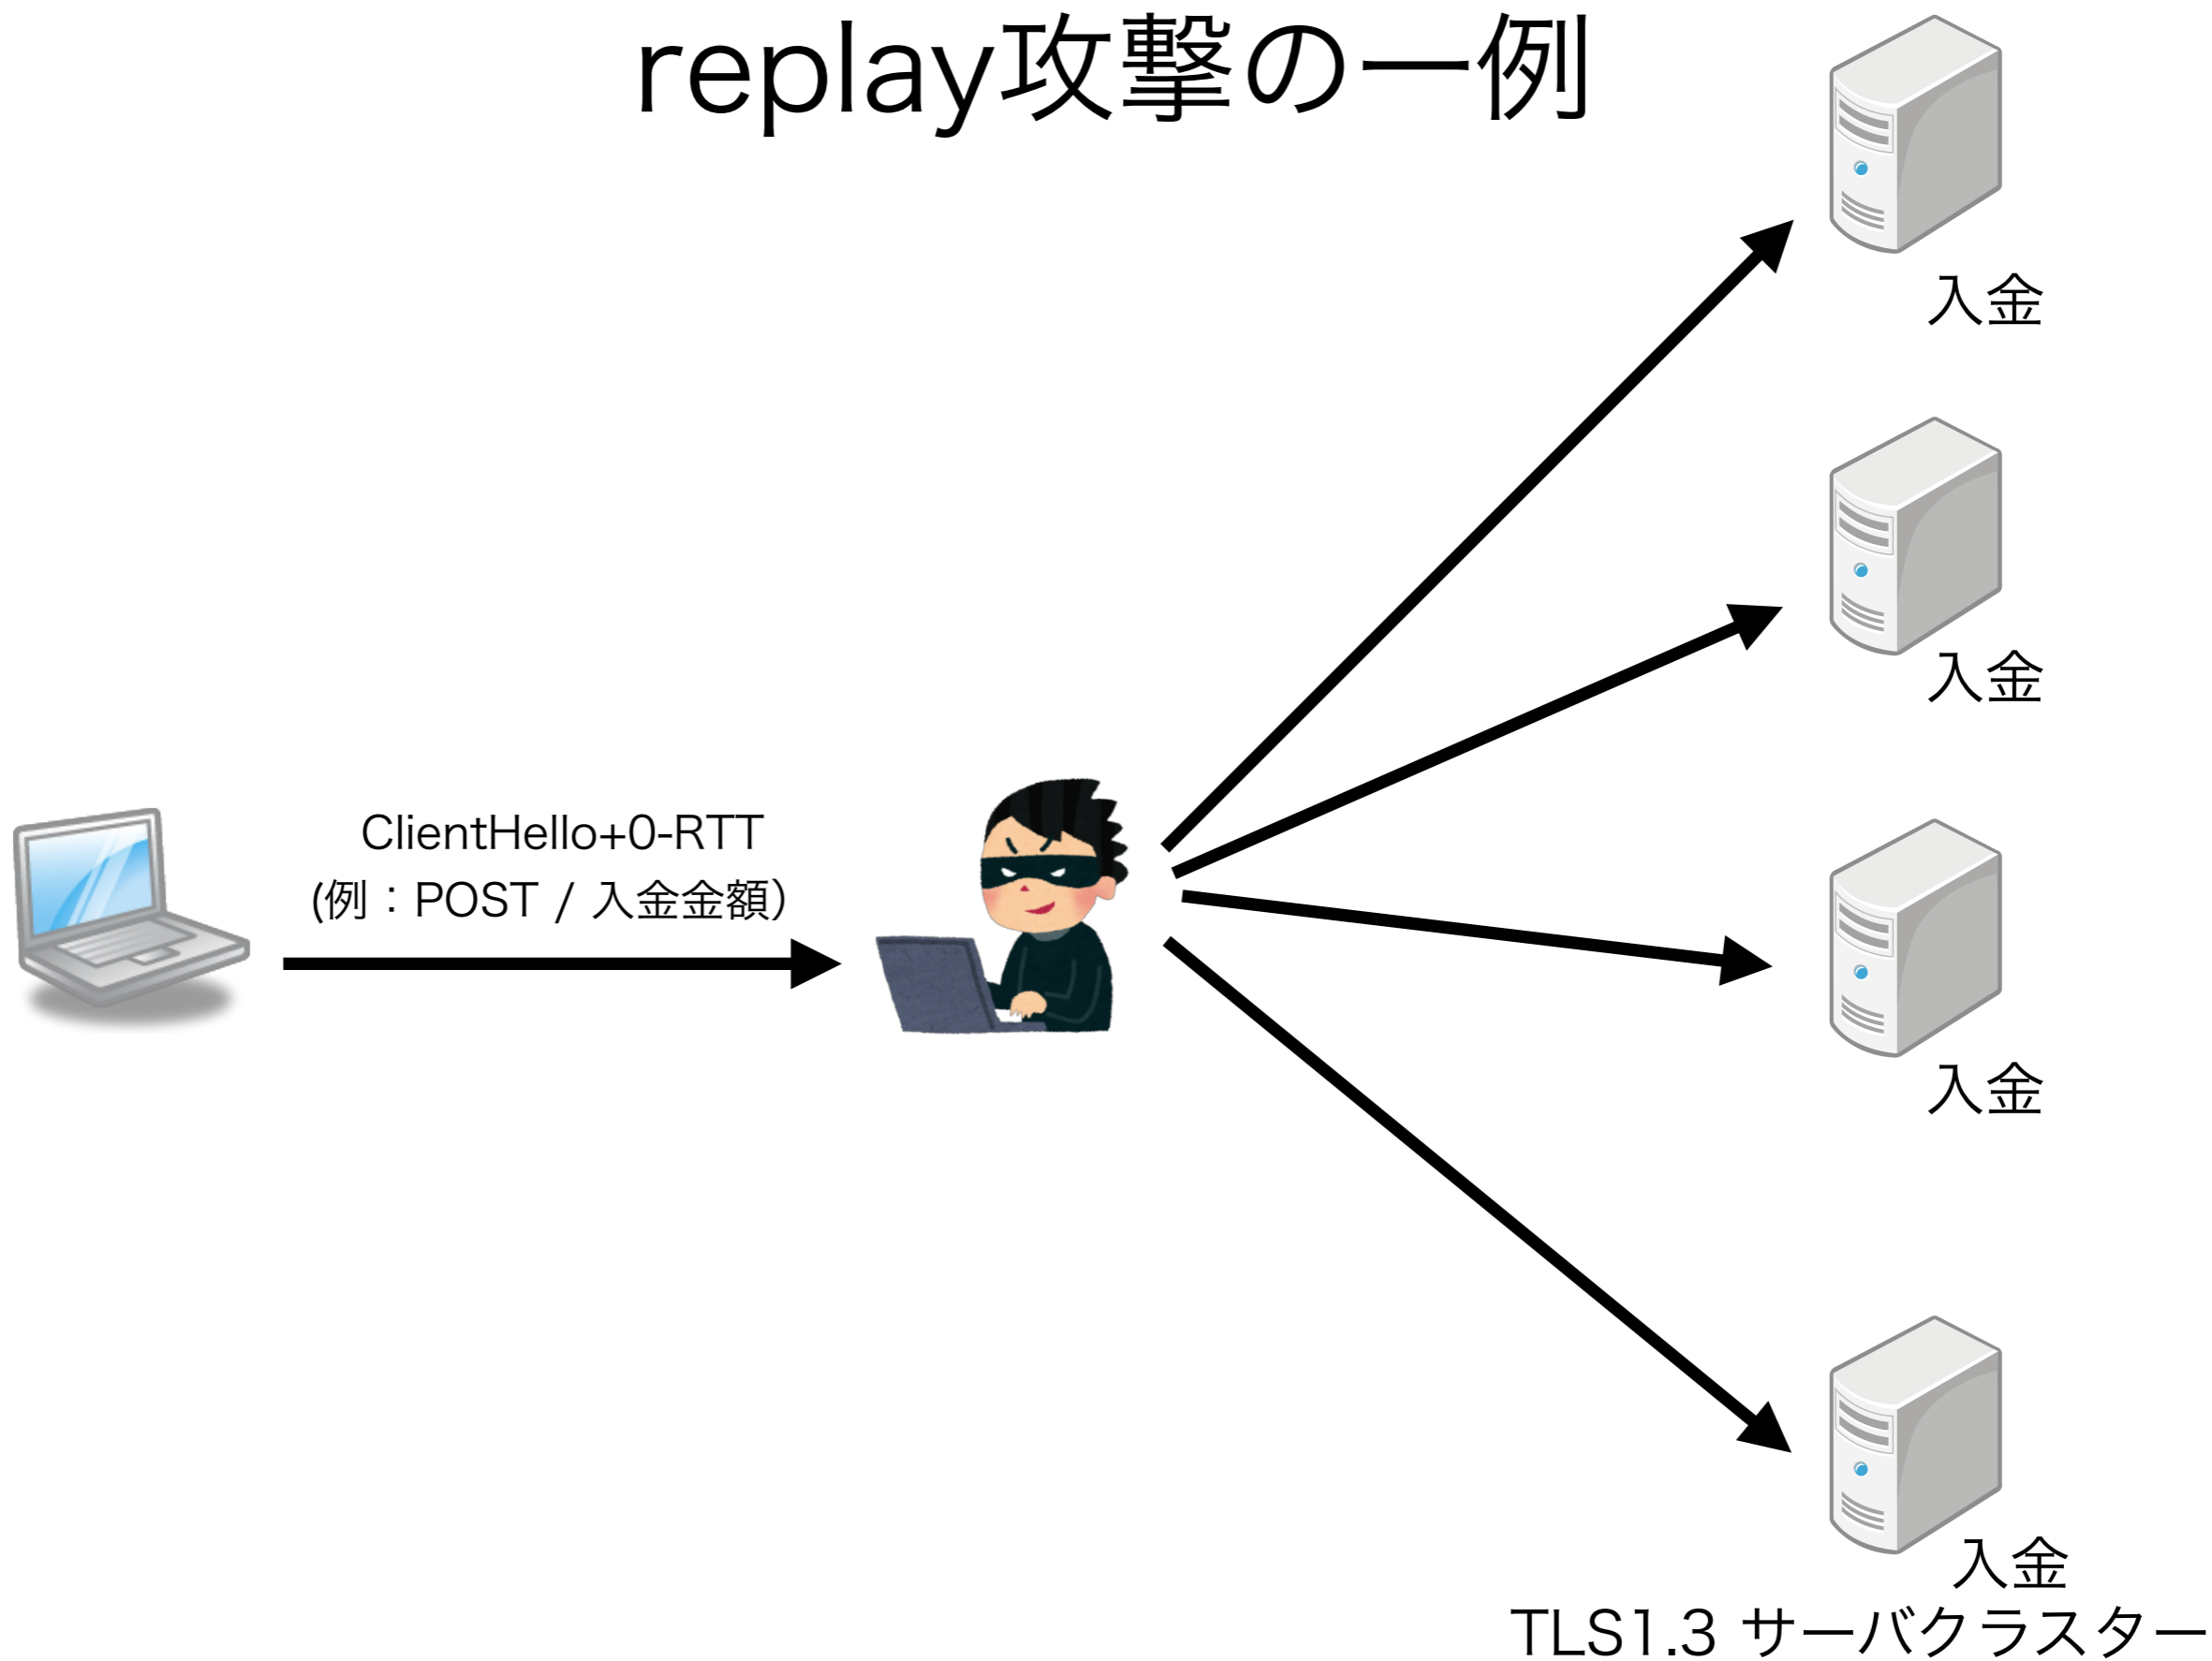 replay攻撃の一例
入金
入金
ClientHello+0-RTT
(例：POST / 入金金額）
入金
入金
TLS1.3 サーバクラスター